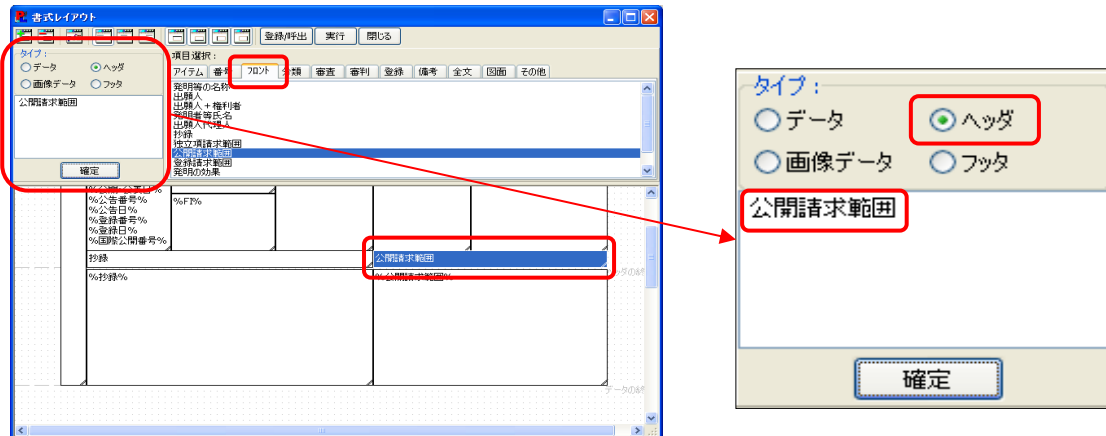 書式レイアウト
登録/呼出 実行 閉じる
タイプ：
データ ヘッダ
画像データ フッタ
公開請求範囲
確定
項目選択：
アイテム 番号 フロント 分類 審査 審判 登録 備考 全文 図面 その他
発明等の名称
出願人
出願人+権利者
発明者等氏名
出願人代理人
抄録
独立項請求範囲
公開請求範囲
登録請求範囲
発明の効果
%公開・公表日%
%公告番号%
%公告日%
%登録番号%
%登録日%
%国際公開番号%
%FI%
抄録 公開請求範囲
%抄録% %公開請求範囲%
タイプ：
データ ヘッダ
画像データ フッタ
公開請求範囲
確定